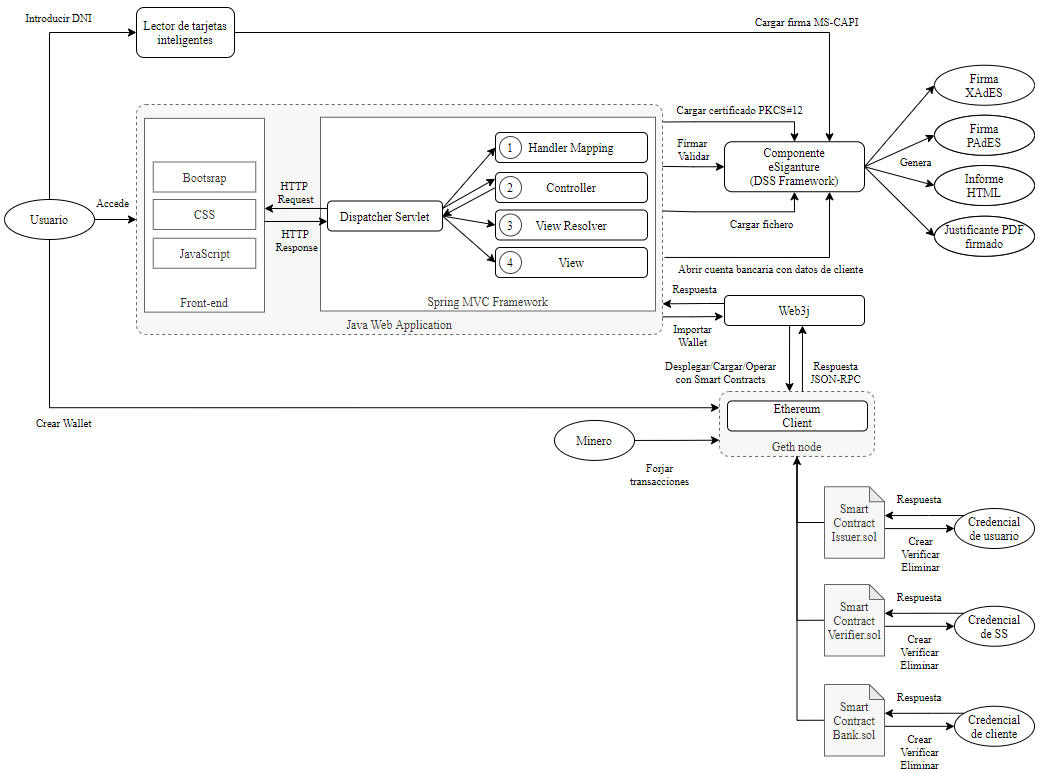 Introducir DNI
Lector de tarjetas
inteligentes
Cargar firma MS-CAPI
Cargar certificado PKCS#12
Firmar
Validar
Componente
eSiganture
(DSS Framework)
Cargar fichero
Abrir cuenta bancaria con datos de cliente
Genera
Firma
XAdES
Firma
PAdES
Informe
HTML
Justificante PDF
firmado
Usuario
Accede
Bootsrap
CSS
JavaScript
Front-end
HTTP
Request
HTTP
Response
Dispatcher Servlet
1 Handler Mapping
2 Controller
3 View Resolver
4 View
Spring MVC Framework
Java Web Application
Respuesta
Importar
Wallet
Web3j
Desplegar/Cargar/Operar
con Smart Contracts
Respuesta
JSON-RPC
Crear Wallet
Ethereum
Client
Geth node
Minero
Forjar
transacciones
Smart
Contract
Issuer.sol
Respuesta
Crear
Verificar
Eliminar
Credencial
de usuario
Smart
Contract
Verifier.sol
Respuesta
Crear
Verificar
Eliminar
Credencial
de SS
Smart
Contract
Bank.sol
Respuesta
Crear
Verificar
Eliminar
Credencial
de cliente